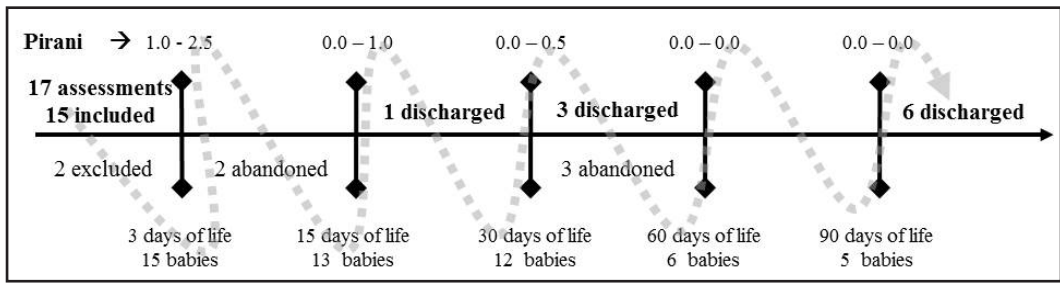 Pirani → 1.0 - 2.5 0.0 – 1.0 0.0 – 0.5 0.0 – 0.0 0.0 – 0.0
17 assessments
15 included 1 discharged 3 discharged 6 discharged
2 excluded 2 abandoned 3 abandoned
3 days of life 15 days of life 30 days of life 60 days of life 90 days of life
15 babies 13 babies 12 babies 6 babies 5 babies